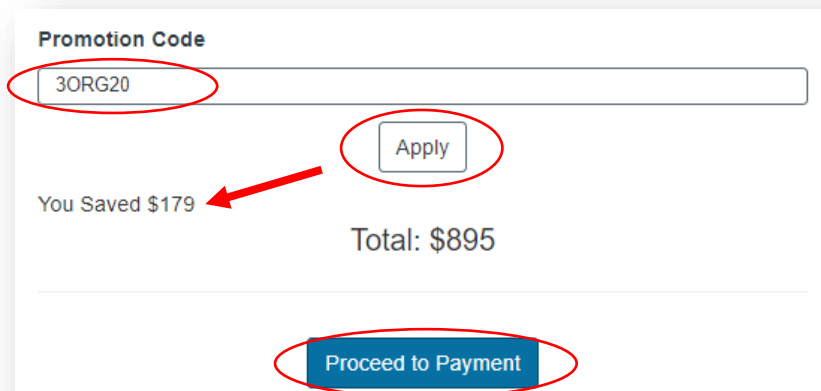 Promotion Code
3ORG20
Apply
You Saved $179
Total: $895
Proceed to Payment